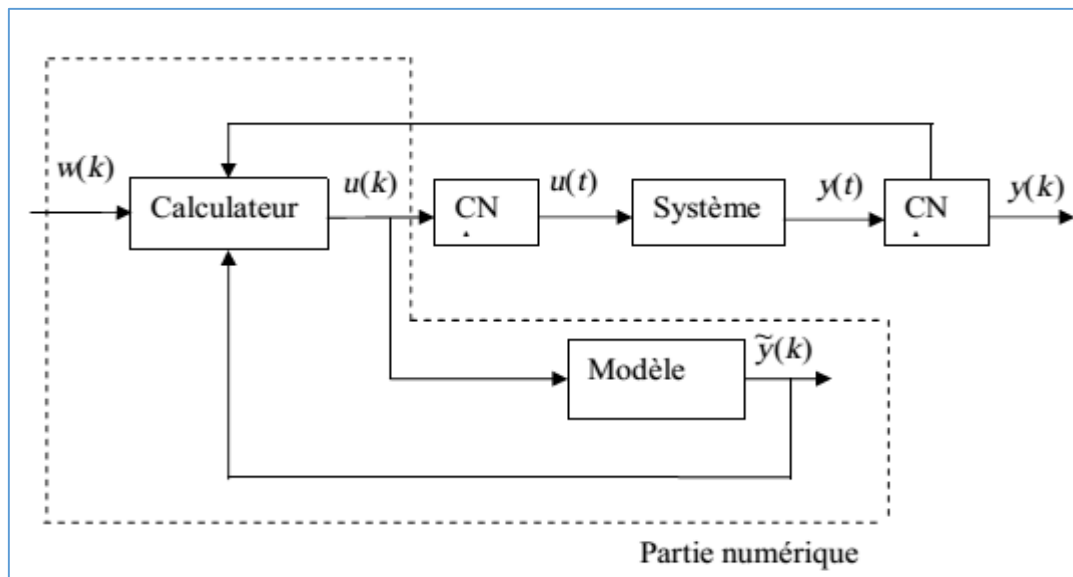 w(k)
Calculateur
u(k)
CN
u(t)
Système
y(t)
CN
y(k)
Modèle
ỹ(k)
Partie numérique